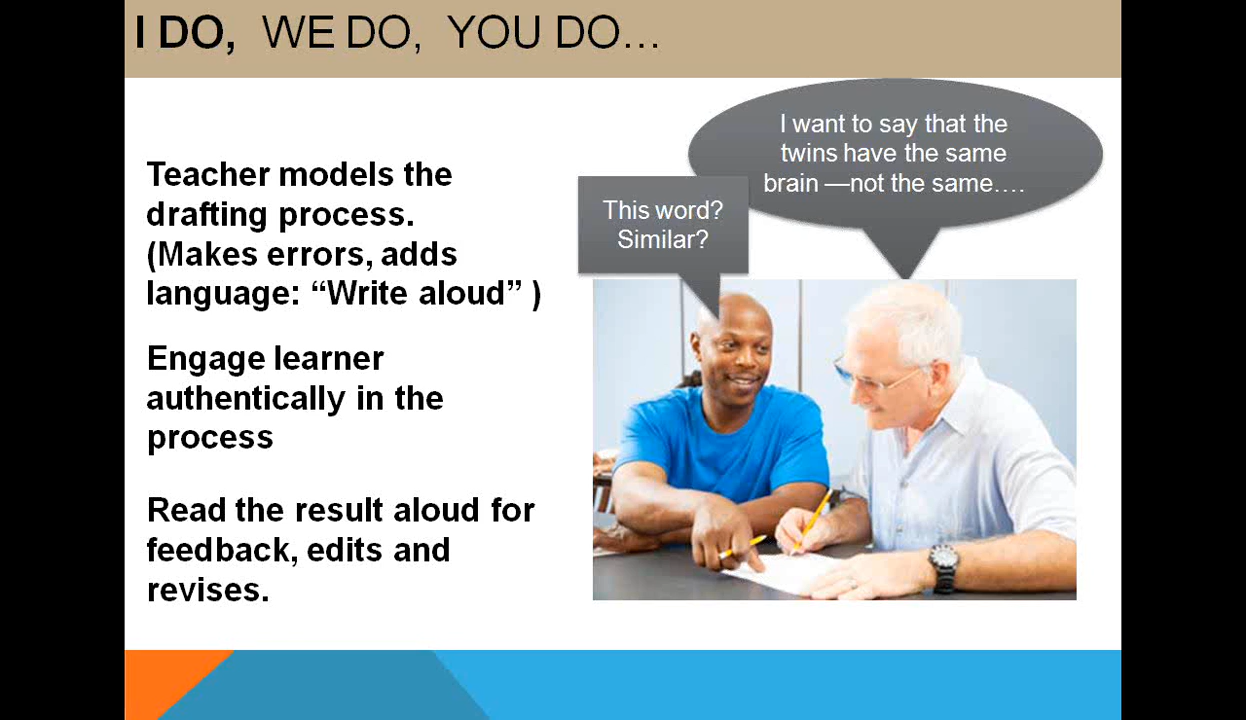 I DO, WE DO, YOU DO...
Teacher models the
drafting process.
(Makes errors, adds
language: “Write aloud” )
Engage learner
authentically in the
process
Read the result aloud for
feedback, edits and
revises.
This word?
Similar?
I want to say that the
twins have the same
brain —not the same....